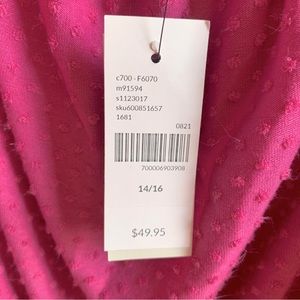 c700 - F6070
m91594
s1123017
sku600851657
1681
0821
700006903908
14/16
$49.95